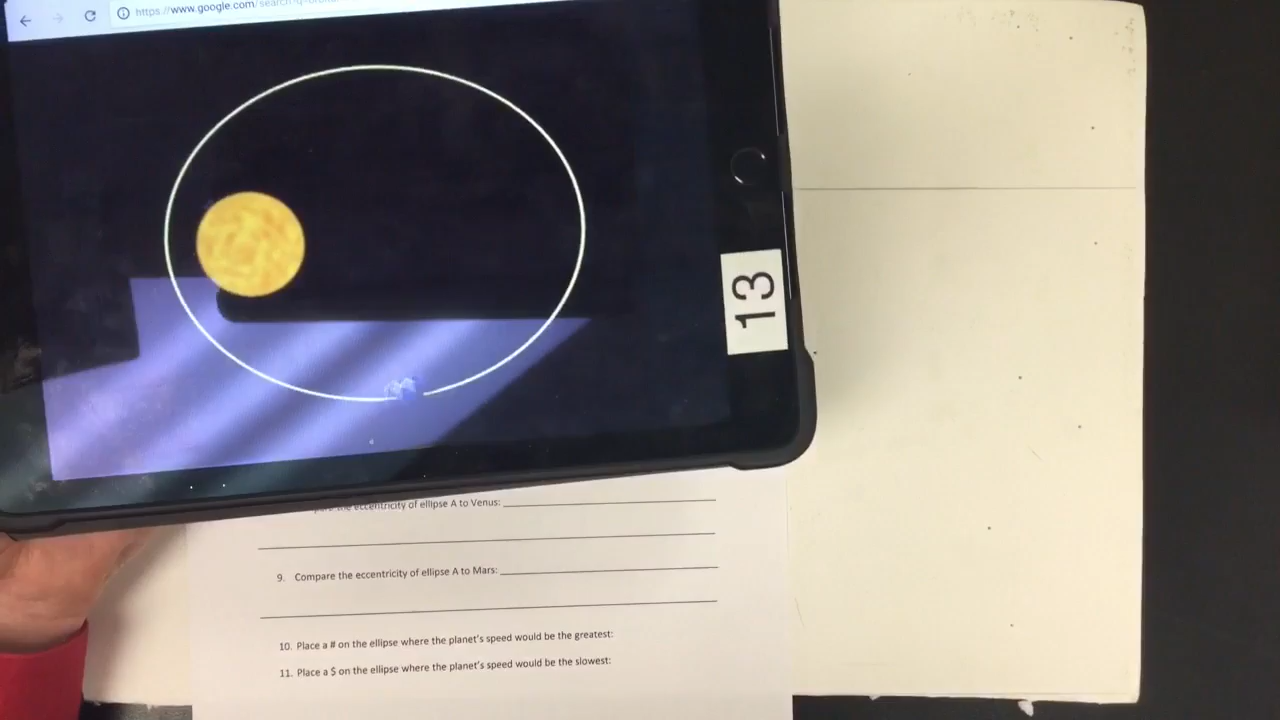 https://www.google.com/search
13
eccentricity of ellipse A to Venus:
9. Compare the eccentricity of ellipse A to Mars:
10. Place a # on the ellipse where the planet's speed would be the greatest:
11. Place a $ on the ellipse where the planet's speed would be the slowest: